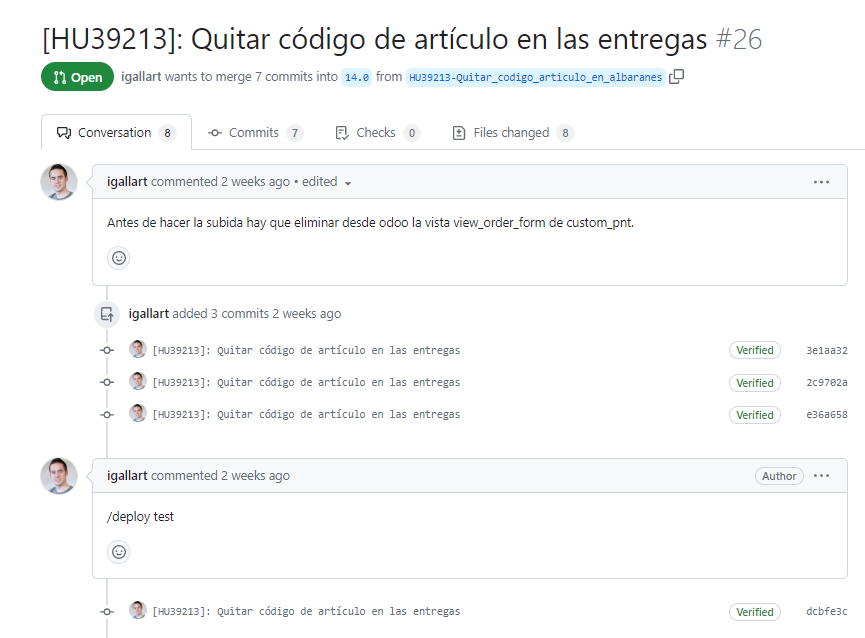 [HU39213]: Quitar código de artículo en las entregas #26
Open igallart wants to merge 7 commits into 14.0 from HU39213-Quitar_codigo_articulo_en_albaranes
Conversation 8 Commits 7 Checks 0 Files changed 8
igallart commented 2 weeks ago • edited
Antes de hacer la subida hay que eliminar desde odoo la vista view_order_form de custom_pnt.
igallart added 3 commits 2 weeks ago
[HU39213]: Quitar código de artículo en las entregas Verified 3e1aa32
[HU39213]: Quitar código de artículo en las entregas Verified 2c9702a
[HU39213]: Quitar código de artículo en las entregas Verified e36a658
igallart commented 2 weeks ago Author
/deploy test
[HU39213]: Quitar código de artículo en las entregas Verified dcbfe3c